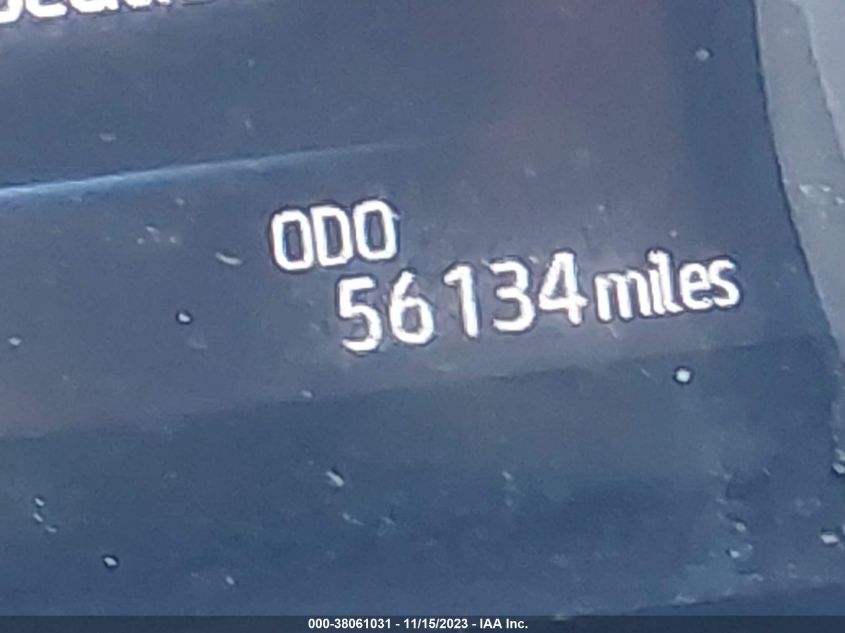 ODO
56134 miles
000-38061031 - 11/15/2023 - IAA Inc.